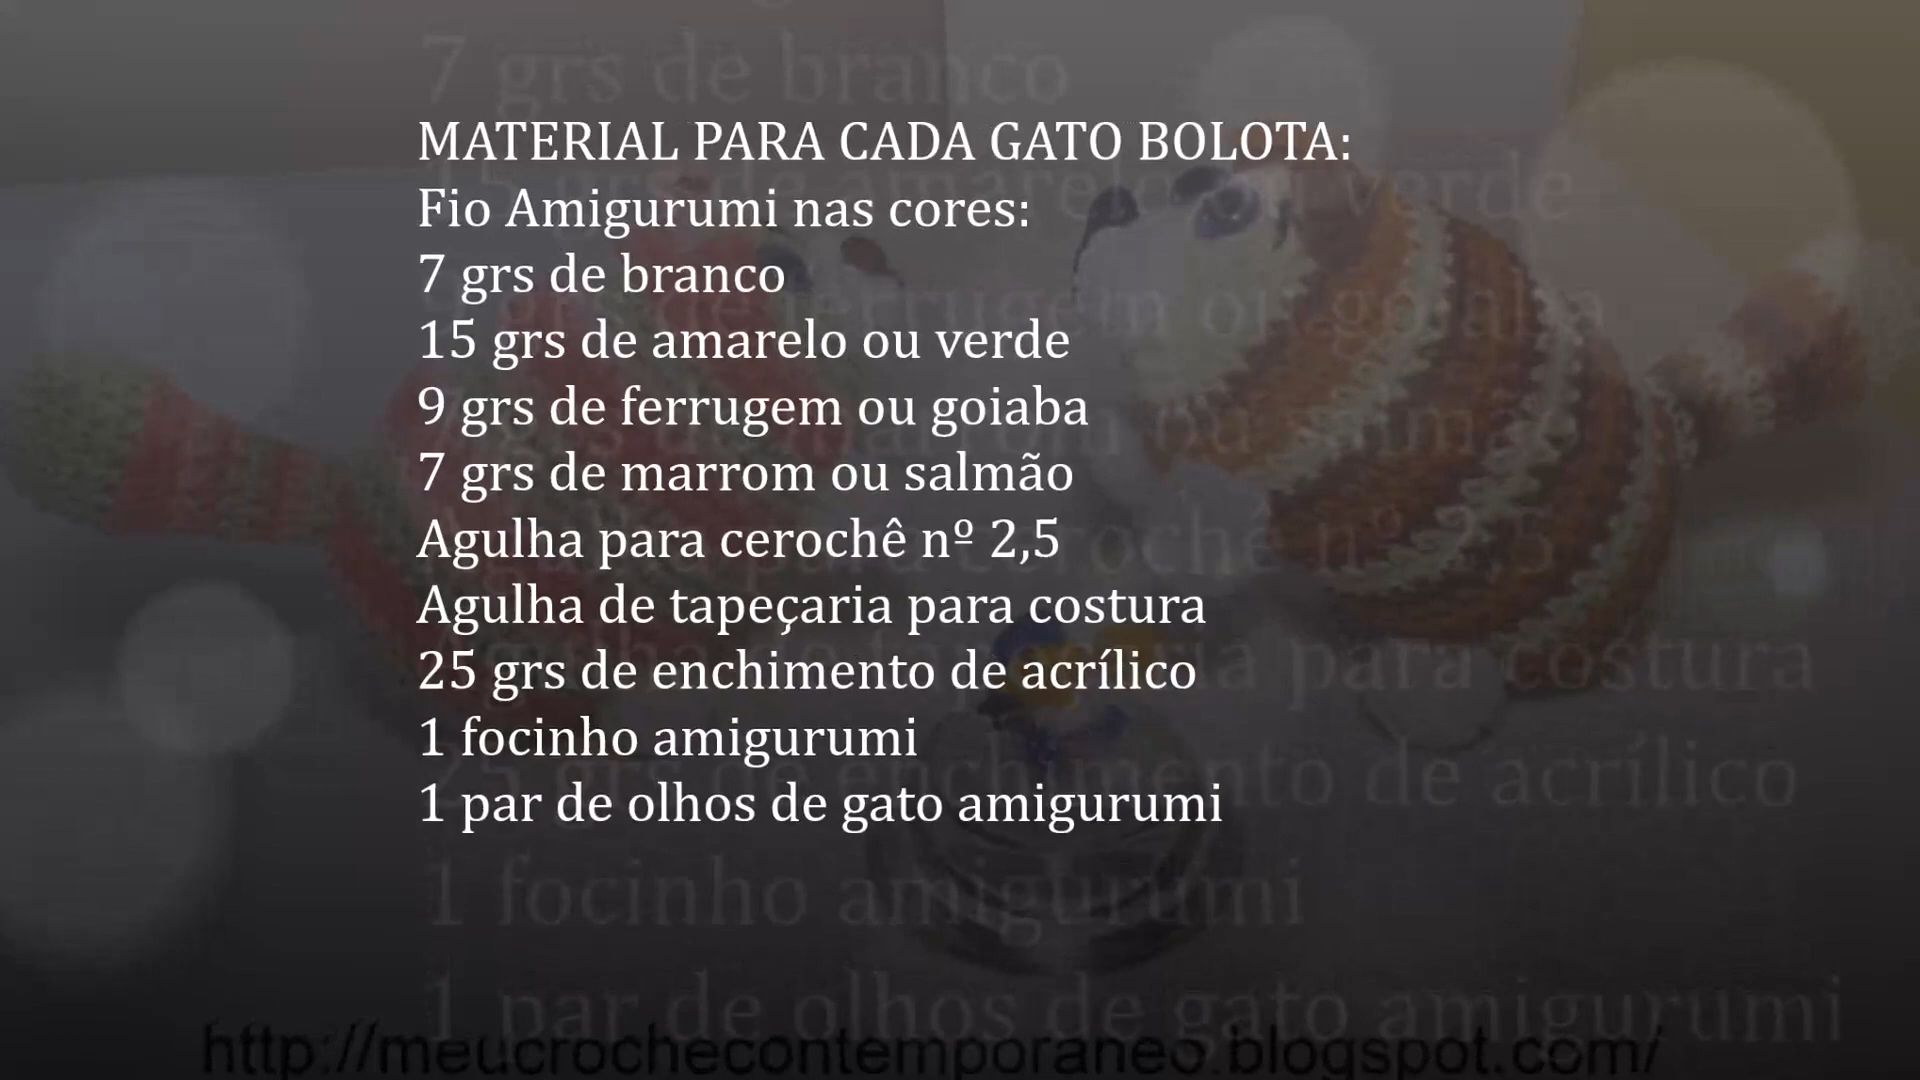 MATERIAL PARA CADA GATO BOLOTA:
Fio Amigurumi nas cores:
7 grs de branco
15 grs de amarelo ou verde
9 grs de ferrugem ou goiaba
7 grs de marrom ou salmão
Agulha para cerochê nº 2,5
Agulha de tapeçaria para costura
25 grs de enchimento de acrílico
1 focinho amigurumi
1 par de olhos de gato amigurumi
http://meucrochecontemporaneo.blogspot.com/